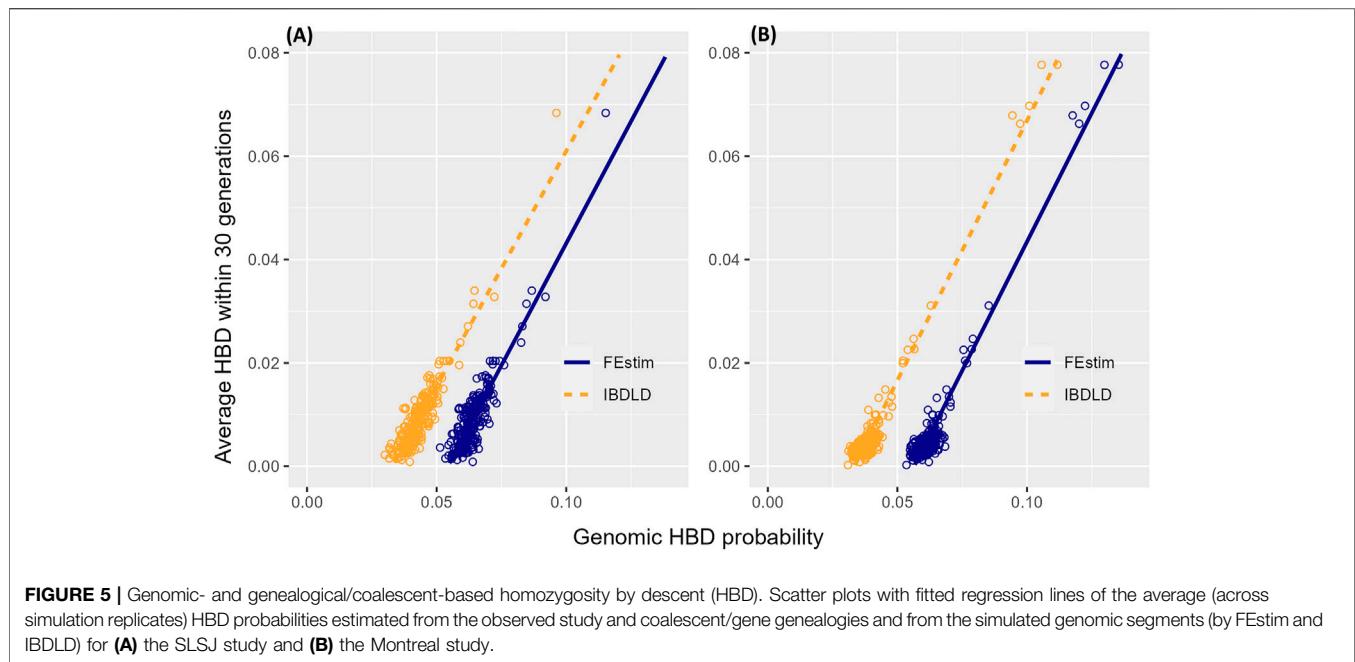 (A)
(B)
0.08
0.08
0.06
0.06
0.04
0.04
0.02
0.02
0.00
0.00
Average HBD within 30 generations
FEstim
IBDLD
FEstim
IBDLD
0.00 0.05 0.10
0.00 0.05 0.10
Genomic HBD probability
FIGURE 5 | Genomic- and genealogical/coalescent-based homozygosity by descent (HBD). Scatter plots with fitted regression lines of the average (across
simulation replicates) HBD probabilities estimated from the observed study and coalescent/gene genealogies and from the simulated genomic segments (by FEstim and
IBDLD) for (A) the SLSJ study and (B) the Montreal study.